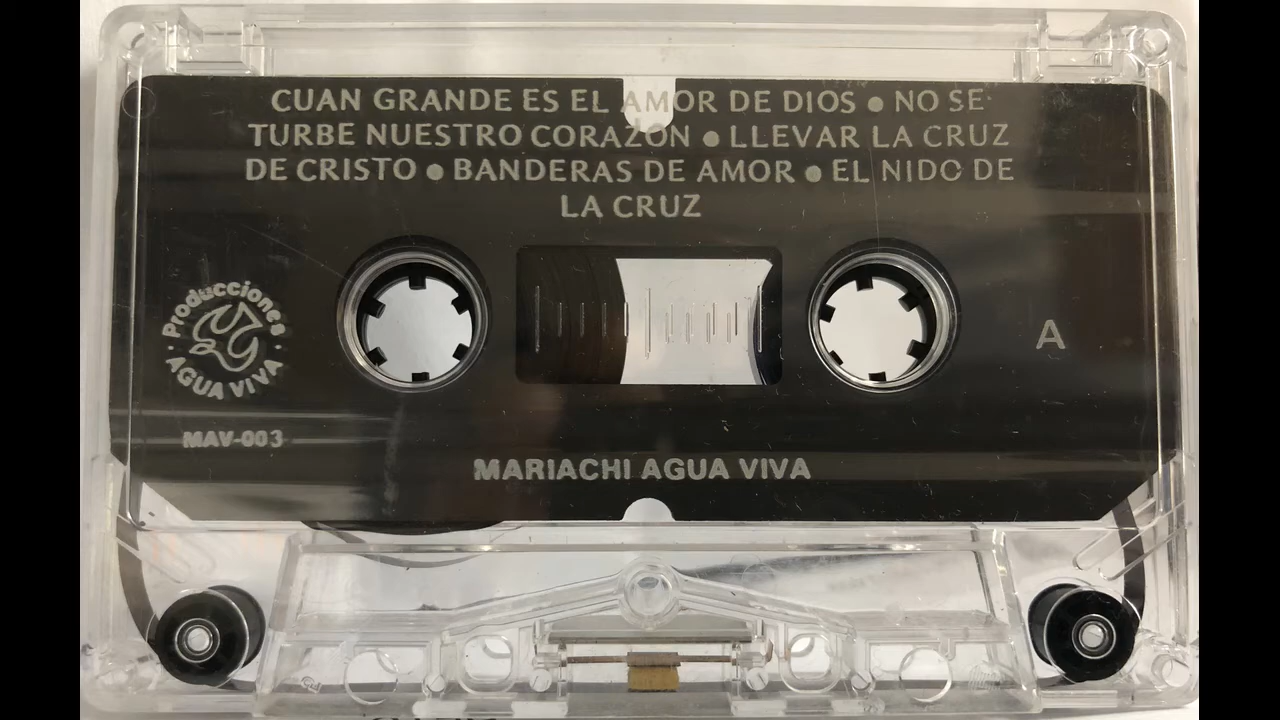 CUAN GRANDE ES EL AMOR DE DIOS ● NO SE
TURBE NUESTRO CORAZON ● LLEVAR LA CRUZ
DE CRISTO ● BANDERAS DE AMOR ● EL NIDO DE
LA CRUZ
Producciones
· AGUA VIVA ·
A
MAV-003
MARIACHI AGUA VIVA